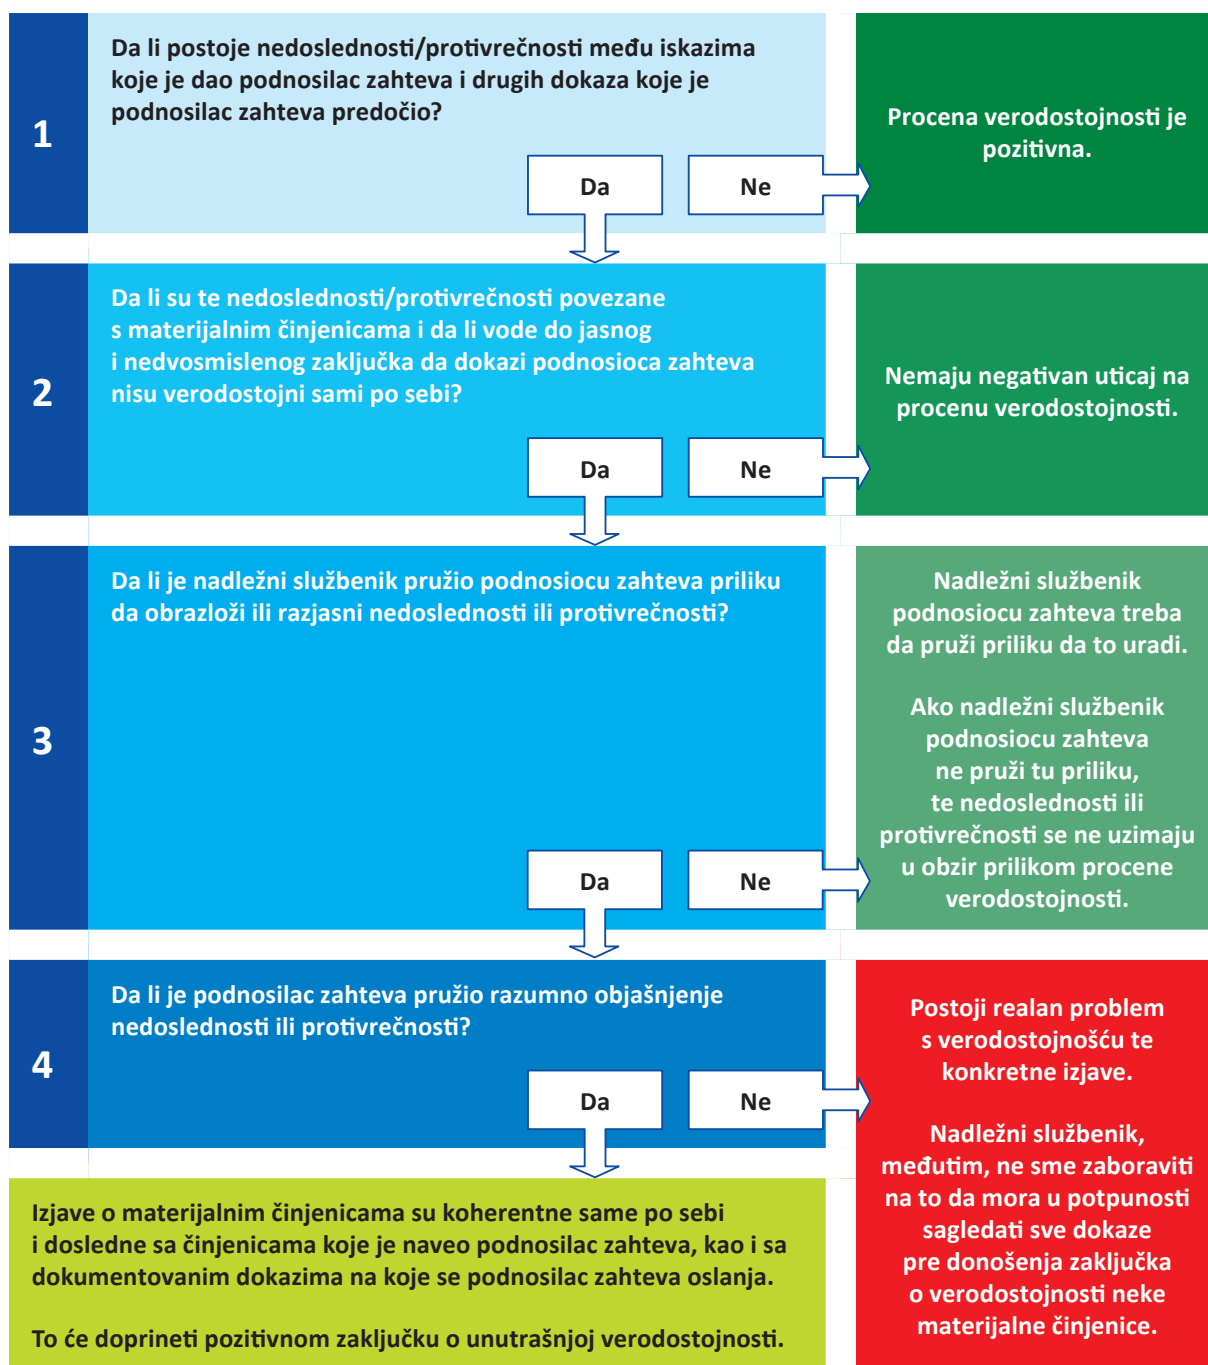 1
Da li postoje nedoslednosti/protivrečnosti među iskazima
koje je dao podnosilac zahteva i drugih dokaza koje je
podnosilac zahteva predočio?
Da
Ne
Procena verodostojnosti je
pozitivna.
2
Da li su te nedoslednosti/protivrečnosti povezane
s materijalnim činjenicama i da li vode do jasnog
i nedvosmislenog zaključka da dokazi podnosioca zahteva
nisu verodostojni sami po sebi?
Da
Ne
Nemaju negativan uticaj na
procenu verodostojnosti.
3
Da li je nadležni službenik pružio podnosiocu zahteva priliku
da obrazloži ili razjasni nedoslednosti ili protivrečnosti?
Da
Ne
Nadležni službenik
podnosiocu zahteva treba
da pruži priliku da to uradi.
Ako nadležni službenik
podnosiocu zahteva
ne pruži tu priliku,
te nedoslednosti ili
protivrečnosti se ne uzimaju
u obzir prilikom procene
verodostojnosti.
4
Da li je podnosilac zahteva pružio razumno objašnjenje
nedoslednosti ili protivrečnosti?
Da
Ne
Postoji realan problem
s verodostojnošću te
konkretne izjave.
Nadležni službenik,
međutim, ne sme zaboraviti
na to da mora u potpunosti
sagledati sve dokaze
pre donošenja zaključka
o verodostojnosti neke
materijalne činjenice.
Izjave o materijalnim činjenicama su koherentne same po sebi
i dosledne sa činjenicama koje je naveo podnosilac zahteva, kao i sa
dokumentovanim dokazima na koje se podnosilac zahteva oslanja.
To će doprineti pozitivnom zaključku o unutrašnjoj verodostojnosti.